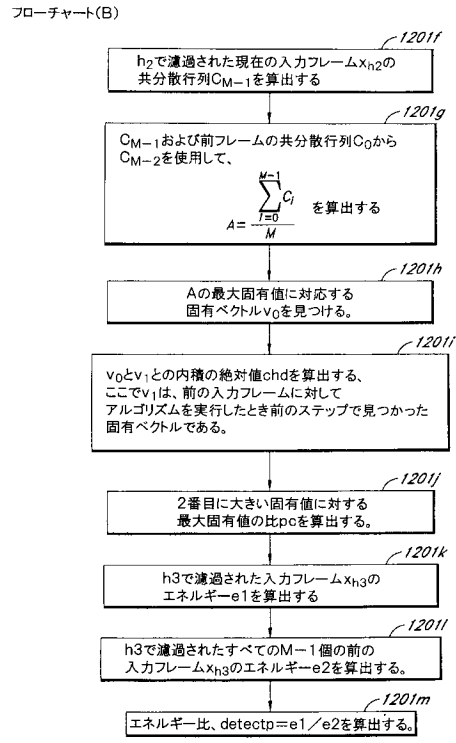 フローチャート(B)
1201f
h2で濾過された現在の入力フレームxh2の
共分散行列CM−1を算出する
1201g
CM−1および前フレームの共分散行列C0から
CM−2を使用して、
A= M−1 Σ i=0 Ci / M を算出する
1201h
Aの最大固有値に対応する
固有ベクトルv0を見つける。
1201i
v0とv1との内積の絶対値chdを算出する、
ここでv1は、前の入力フレームに対して
アルゴリズムを実行したとき前のステップで見つかった
固有ベクトルである。
1201j
2番目に大きい固有値に対する
最大固有値の比pcを算出する。
1201k
h3で濾過された入力フレームxh3の
エネルギーe1を算出する
1201l
h3で濾過されたすべてのM−1個の前の
入力フレームxh3のエネルギーe2を算出する。
1201m
エネルギー比、detectp=e1/e2を算出する。